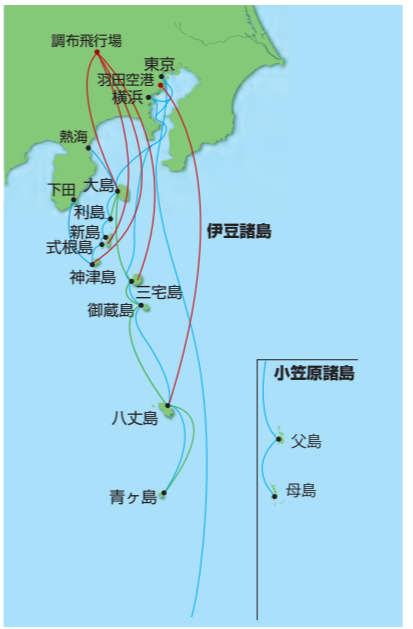 調布飛行場
東京
羽田空港
横浜
熱海
下田
大島
利島
新島
式根島
神津島
伊豆諸島
三宅島
御蔵島
八丈島
青ヶ島
小笠原諸島
父島
母島